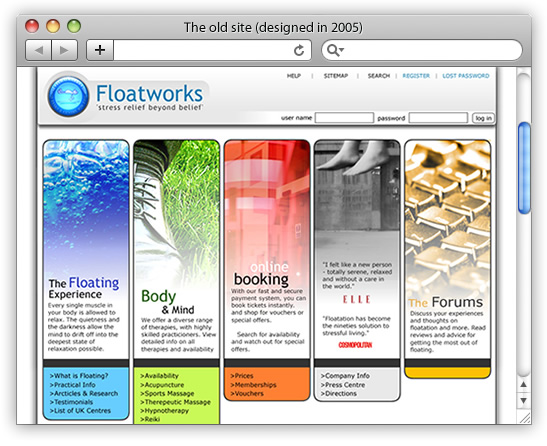 The old site (designed in 2005)
HELP | SITEMAP | SEARCH | REGISTER | LOST PASSWORD
Floatworks
'stress relief beyond belief'
user name password log in
The Floating
Experience
Every single muscle in
your body is allowed to
relax. The quietness and
the darkness allow the
mind to drift off into the
deepest state of
relaxation possible.
>What is Floating?
>Practical Info
>Arcticles & Research
>Testimonials
>List of UK Centres
Body
& Mind
We offer a diverse range
of therapies, with highly
skilled practicioners. View
detailed info on all
therapies and availability
>Availability
>Acupuncture
>Sports Massage
>Therepeutic Massage
>Hypnotherapy
>Reiki
online
booking
With our fast and secure
payment system, you can
book tickets instantly.
and shop for vouchers or
special offers.
Search for availability
and watch out for special
offers.
>Prices
>Memberships
>Vouchers
"I felt like a new person
- totally serene, relaxed
and without a care in
the world."
ELLE
"Floatation has become
the nineties solution to
stressful living."
COSMOPOLITAN
>Company Info
>Press Centre
>Directions
The Forums
Discuss your experiences
and thoughts on
floatation and more. Read
reviews and advice for
getting the most out of
floating.